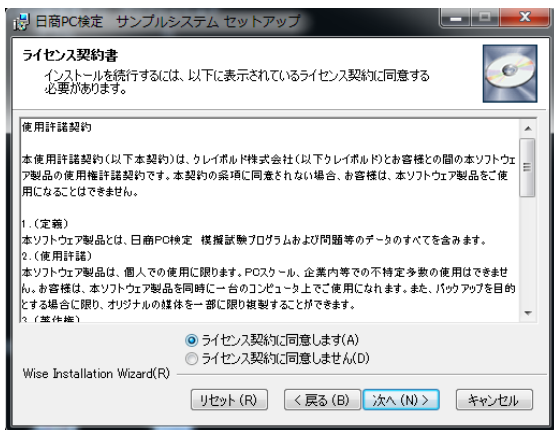 日商PC検定　サンプルシステム セットアップ
ライセンス契約書
インストールを続行するには、以下に表示されているライセンス契約に同意する
必要があります。
使用許諾契約
本使用許諾契約(以下本契約)は、クレイボルド株式会社(以下クレイボルド)とお客様との間の本ソフトウェ
ア製品の使用権許諾契約です。本契約の条項に同意されない場合、お客様は、本ソフトウェア製品をご使
用になることはできません。
1.(定義)
本ソフトウェア製品とは、日商PC検定　模擬試験プログラムおよび問題等のデータのすべてを含みます。
2.(使用許諾)
本ソフトウェア製品は、個人での使用に限ります。PCスクール、企業内等での不特定多数の使用はできませ
ん。お客様は、本ソフトウェア製品を同時に一台のコンピュータ上でご使用になれます。また、バックアップを目的
とする場合に限り、オリジナルの媒体を一部に限り複製することができます。
3.(著作権)
ライセンス契約に同意します(A)
ライセンス契約に同意しません(D)
Wise Installation Wizard(R)
リセット (R)
< 戻る (B)
次へ (N) >
キャンセル